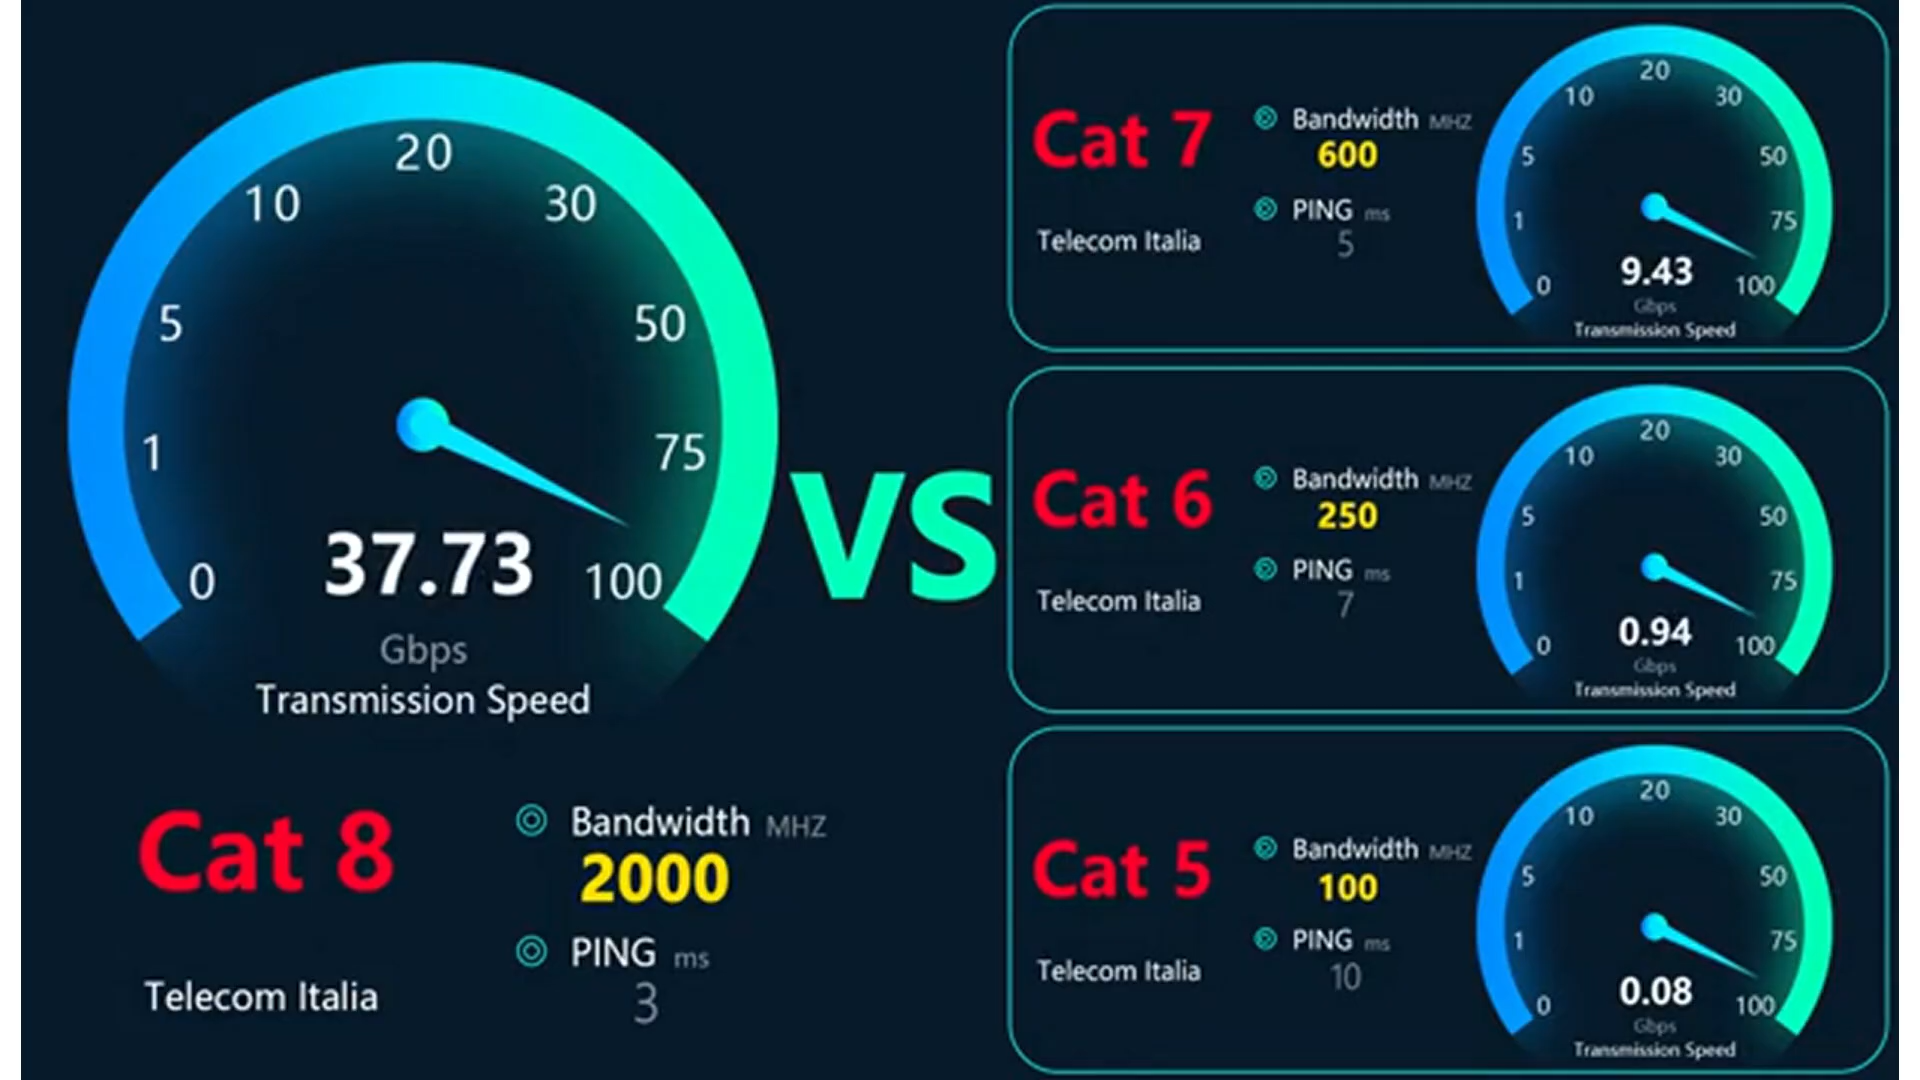 20
10
30
5
50
1
75
0
37.73
100
Gbps
Transmission Speed
Cat 8
Telecom Italia
Bandwidth MHZ
2000
PING ms
3
VS
Cat 7
Telecom Italia
Bandwidth MHZ
600
PING ms
5
20
10
30
5
50
1
75
0
9.43
100
Gbps
Transmission Speed
Cat 6
Telecom Italia
Bandwidth MHZ
250
PING ms
7
20
10
30
5
50
1
75
0
0.94
100
Gbps
Transmission Speed
Cat 5
Telecom Italia
Bandwidth MHZ
100
PING ms
10
20
10
30
5
50
1
75
0
0.08
100
Gbps
Transmission Speed